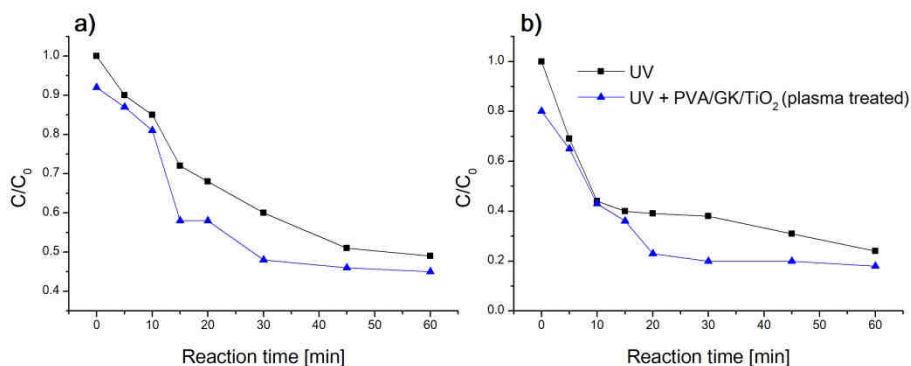 a)
1.0
0.9
0.8
0.7
0.6
0.5
0.4
C/C0
0 10 20 30 40 50 60
Reaction time [min]
b)
1.0
0.8
0.6
0.4
0.2
0.0
C/C0
UV
UV + PVA/GK/TiO2 (plasma treated)
0 10 20 30 40 50 60
Reaction time [min]